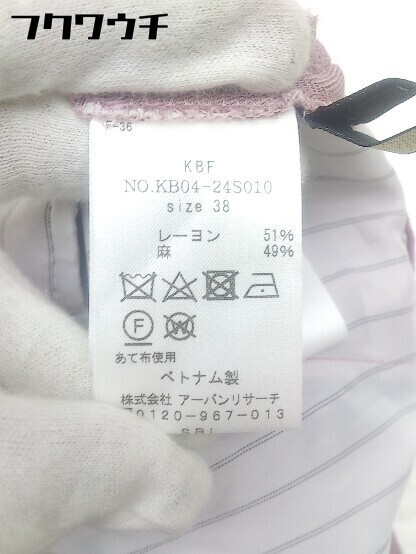 フクワウチ
F-36
KBF
NO.KB04-24S010
size 38
レーヨン 51%
麻 49%
F
W
あて布使用
ベトナム製
株式会社 アーバンリサーチ
0120-967-013